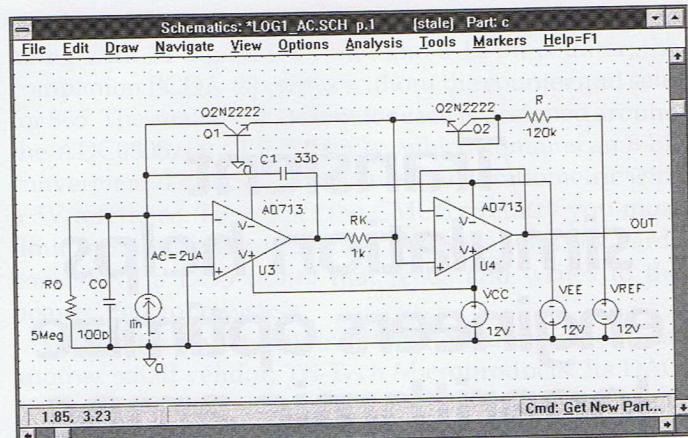 Schematics: *LOG1_AC.SCH p.1 (stale) Part: c
File Edit Draw Navigate View Options Analysis Tools Markers Help=F1
Q2N2222
Q1
Q2N2222
Q2
R
120k
C1 33p
AD713
V-
V+
U3
RK
1k
AD713
V-
V+
U4
OUT
AC=2uA
RO
5Meg
CO
100p
Iin
VCC
12V
VEE
12V
VREF
12V
1.85, 3.23
Cmd: Get New Part...